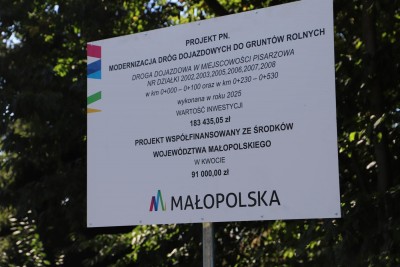 PROJEKT PN.
MODERNIZACJA DRÓG DOJAZDOWYCH DO GRUNTÓW ROLNYCH
DROGA DOJAZDOWA W MIEJSCOWOŚCI PISARZOWA
NR DZIAŁKI 2002,2003,2005,2006,2007,2008
w km 0+000 – 0+100 oraz w km 0+230 – 0+530
wykonana w roku 2025
WARTOŚĆ INWESTYCJI
183 435,05 zł
PROJEKT WSPÓŁFINANSOWANY ZE ŚRODKÓW
WOJEWÓDZTWA MAŁOPOLSKIEGO
W KWOCIE
91 000,00 zł
MAŁOPOLSKA